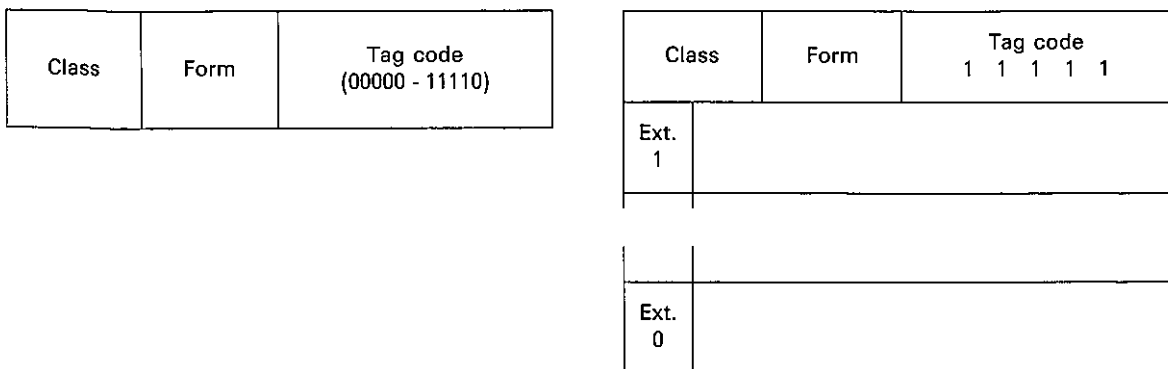 Class Form Tag code
(00000 - 11110)
Class Form Tag code
1 1 1 1 1
Ext.
1
Ext.
0